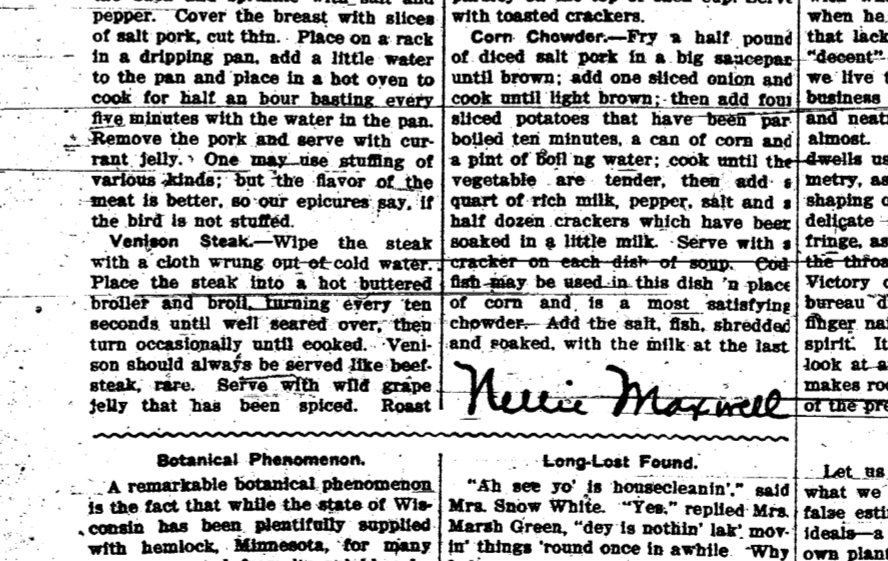 pepper. Cover the breast with slices
of salt pork, cut thin. Place on a rack
in a dripping pan, add a little water
to the pan and place in a hot oven to
cook for half an hour basting every
five minutes with the water in the pan.
Remove the pork and serve with cur-
rant jelly. One may use stuffing of
various kinds; but the flavor of the
meat is better, so our epicures say, if
the bird is not stuffed.
Venison Steak.—Wipe the steak
with a cloth wrung out of cold water.
Place the steak into a hot buttered
broiler and broil, turning every ten
seconds until well seared over, then
turn occasionally until cooked. Veni-
son should always be served like beef-
steak, rare. Serve with wild grape
jelly that has been spiced. Roast
with toasted crackers.
Corn Chowder.—Fry a half pound
of diced salt pork in a big saucepan
until brown; add one sliced onion and
cook until light brown; then add four
sliced potatoes that have been par
boiled ten minutes, a can of corn and
a pint of boil ng water; cook until the
vegetable are tender, then add
quart of rich milk, pepper, salt and
half dozen crackers which have been
soaked in a little milk. Serve with
cracker on each dish of soup. Cod
fish may be used in this dish 'n place
of corn and is a most satisfying
chowder. Add the salt, fish, shredded
and soaked, with the milk at the last
Nellie Maxwell
Botanical Phenomenon.
A remarkable botanical phenomenon
is the fact that while the state of Wis-
consin has been plentifully supplied
with hemlock, Minnesota, for many
Long-Lost Found.
"Ah see yo' is housecleanin'," said
Mrs. Snow White. "Yes," replied Mrs.
Marsh Green, "dey is nothin' lak' mov-
in' things 'round once in awhile. Why
when he
that lack
"decent"
we live
business
and neat
almost.
dwells us
metry, as
shaping
delicate
fringe, as
the throa
Victory
bureau d
finger nai
spirit. It
look at a
makes roo
of the pre
Let us
what we
false esti
ideals—a
own plant